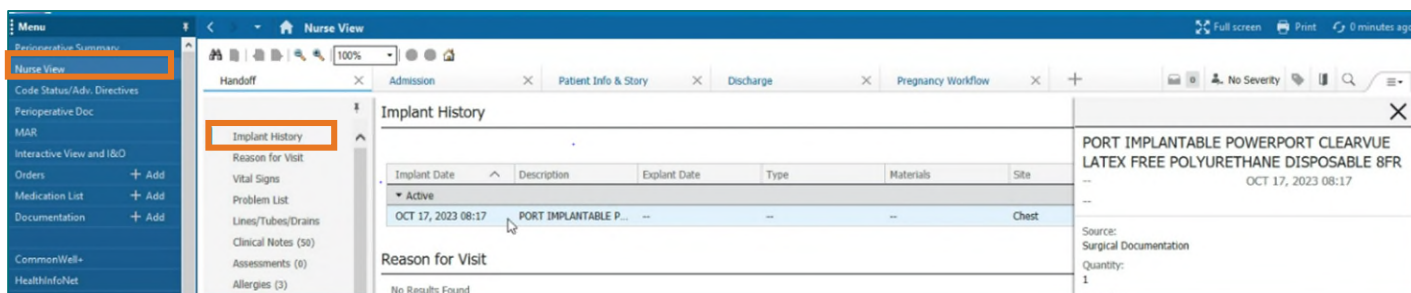 Menu
Perioperative Summary
Nurse View
Code Status/Adv. Directives
Perioperative Doc
MAR
Interactive View and I&O
Orders + Add
Medication List + Add
Documentation + Add
CommonWell+
HealthInfoNet
Nurse View
Full screen Print 0 minutes ago
100%
Handoff Admission Patient Info & Story Discharge Pregnancy Workflow
0 No Severity
Implant History
Reason for Visit
Vital Signs
Problem List
Lines/Tubes/Drains
Clinical Notes (50)
Assessments (0)
Allergies (3)
Implant History
Implant Date Description Explant Date Type Materials Site
Active
OCT 17, 2023 08:17 PORT IMPLANTABLE P... -- -- -- Chest
Reason for Visit
No Results Found
PORT IMPLANTABLE POWERPORT CLEARVUE
LATEX FREE POLYURETHANE DISPOSABLE 8FR
-- OCT 17, 2023 08:17
--
Source:
Surgical Documentation
Quantity:
1